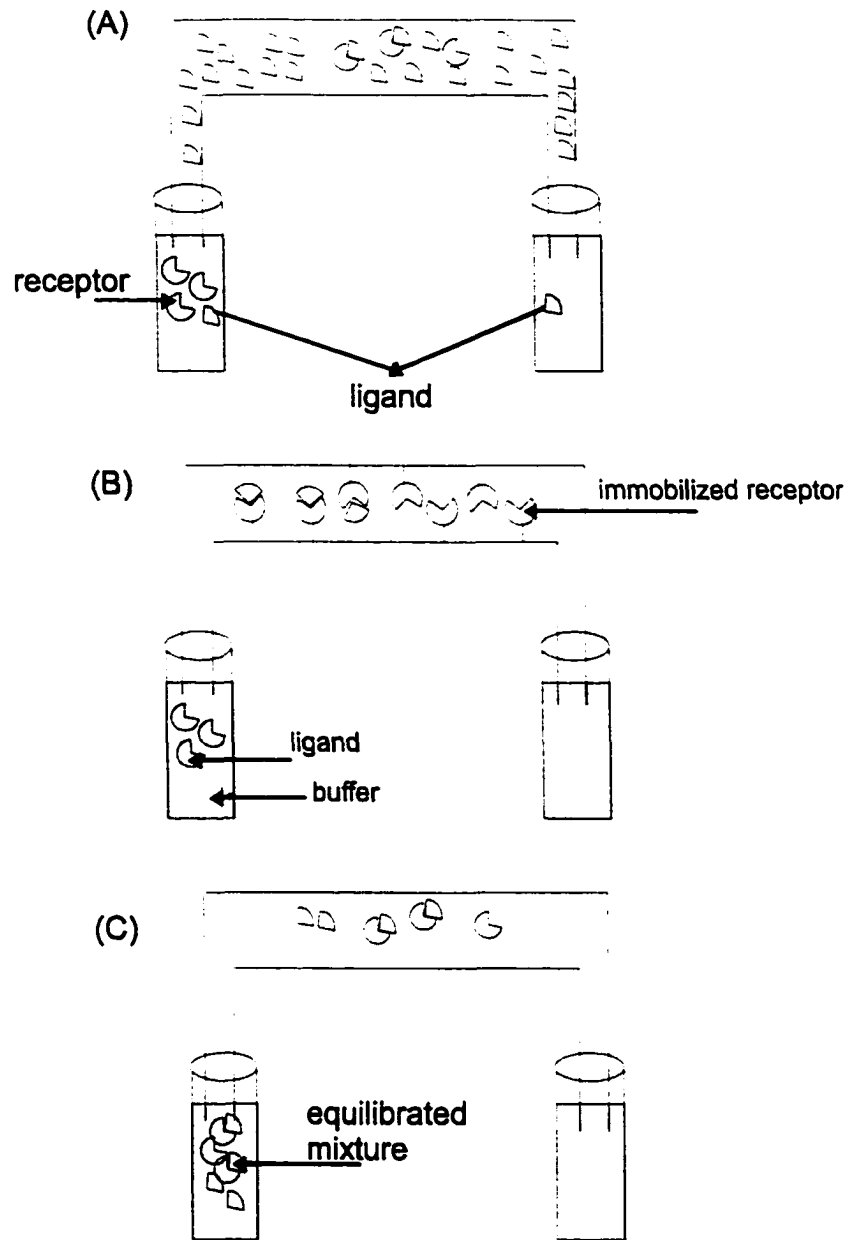 (A)
receptor
ligand
(B)
immobilized receptor
ligand
buffer
(C)
equilibrated
mixture